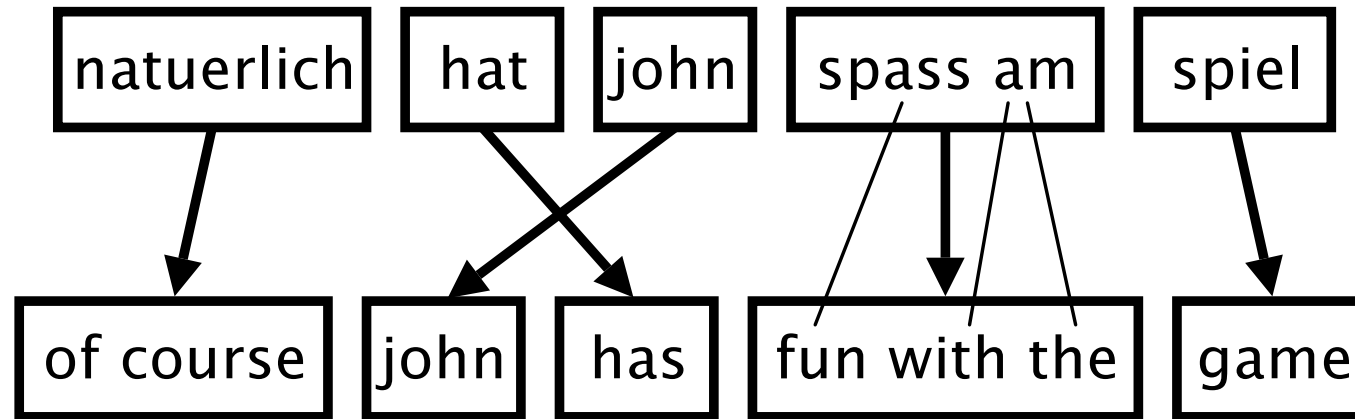 natuerlich hat john spass am spiel
of course john has fun with the game